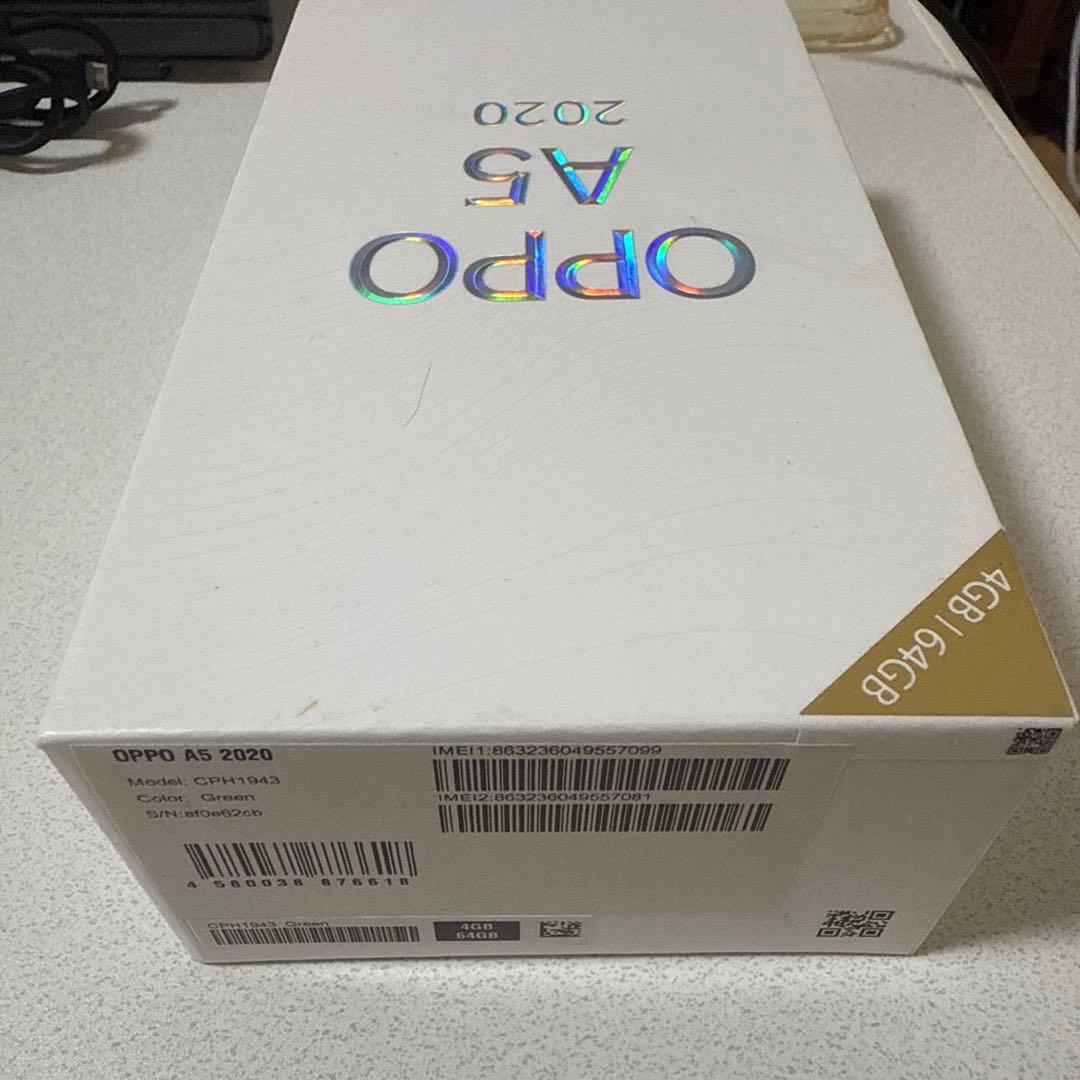 OPPO
A5
2020
4GB | 64GB
OPPO A5 2020
Model: CPH1943
Color: Green
S/N:af0e62cb
IMEI1:863236049557099
IMEI2:863236049557081
4 580038 876618
CPH1943 Green
4GB
64GB